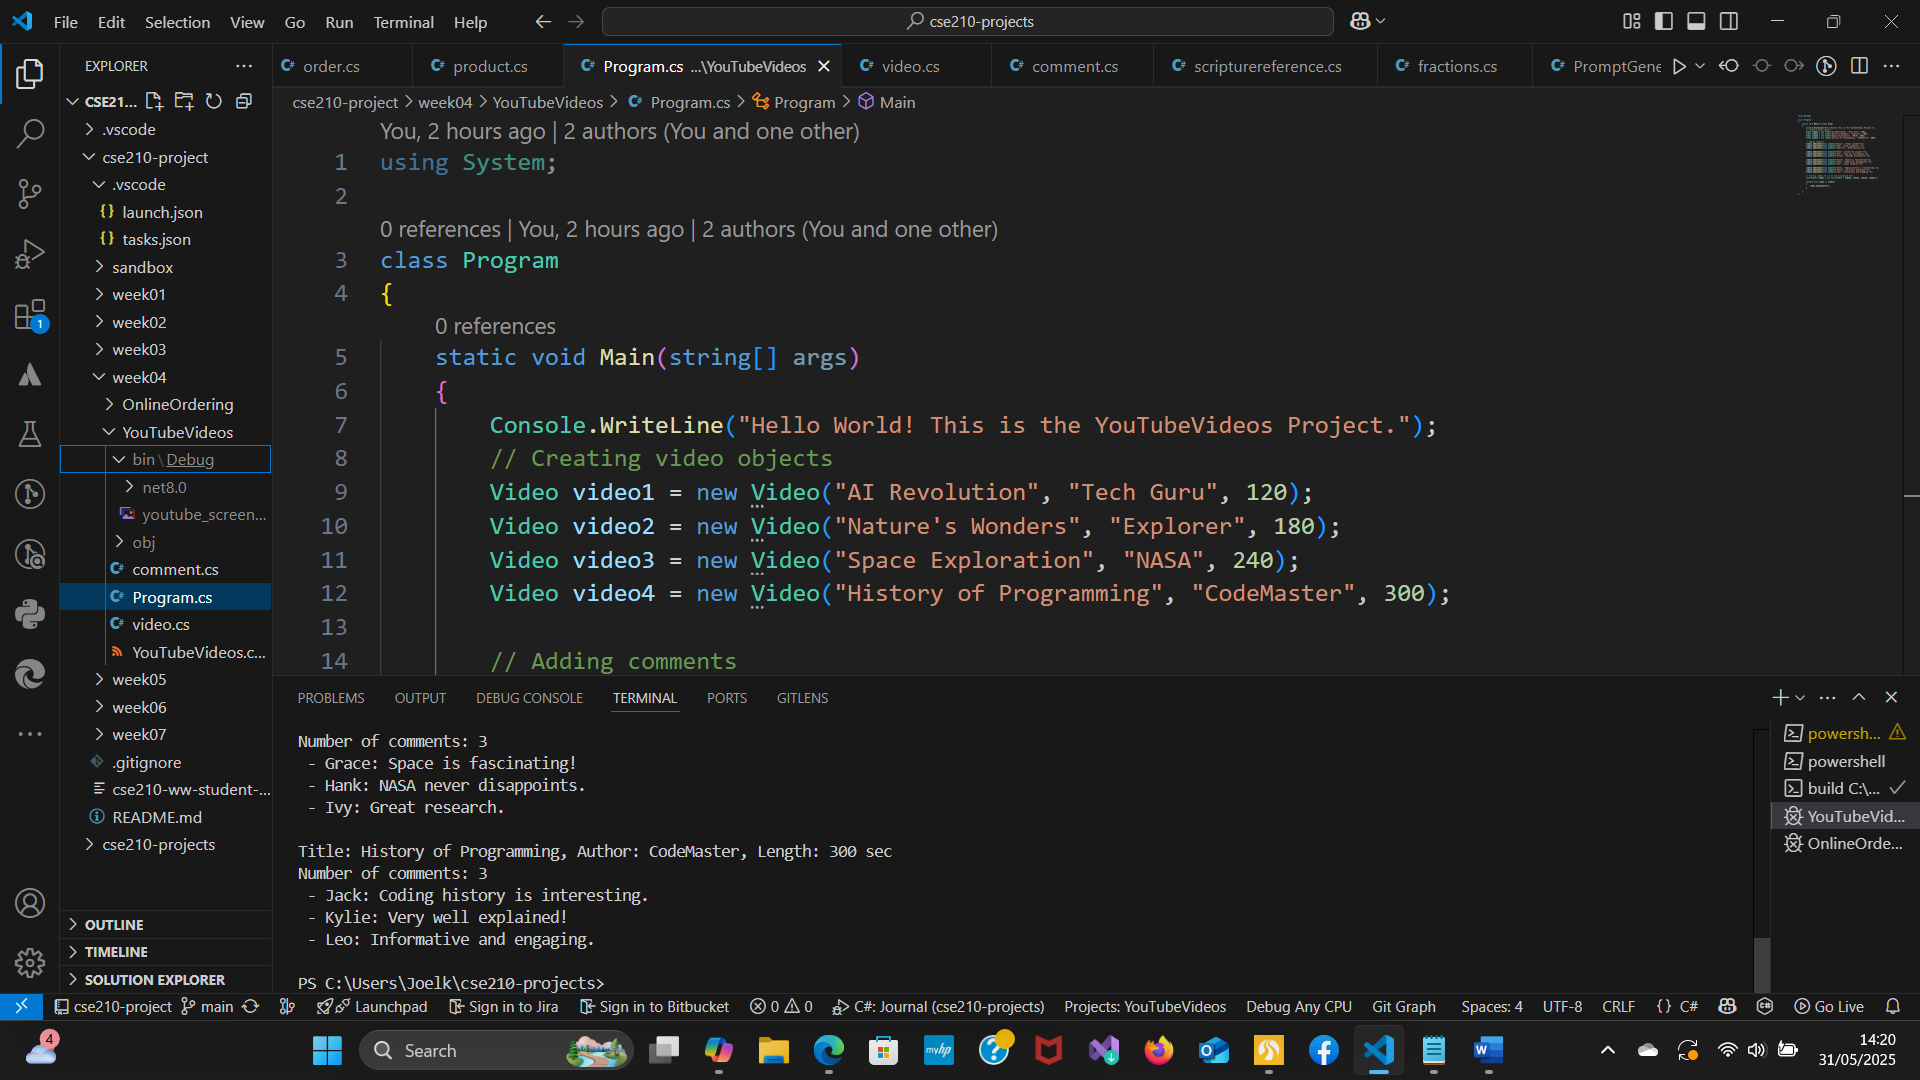 File Edit Selection View Go Run Terminal Help
cse210-projects
EXPLORER
order.cs
product.cs
Program.cs ...\YouTubeVideos
video.cs
comment.cs
scripturereference.cs
fractions.cs
PromptGene
CSE21...
cse210-project > week04 > YouTubeVideos > Program.cs > Program > Main
.vscode
cse210-project
.vscode
launch.json
tasks.json
sandbox
week01
week02
week03
week04
OnlineOrdering
YouTubeVideos
bin\Debug
net8.0
youtube_screen...
obj
comment.cs
Program.cs
video.cs
YouTubeVideos.c...
week05
week06
week07
.gitignore
cse210-ww-student-...
README.md
cse210-projects
OUTLINE
TIMELINE
SOLUTION EXPLORER
1
You, 2 hours ago | 2 authors (You and one other)
1 using System;
2
0 references | You, 2 hours ago | 2 authors (You and one other)
3 class Program
4 {
0 references
5 static void Main(string[] args)
6 {
7 Console.WriteLine("Hello World! This is the YouTubeVideos Project.");
8 // Creating video objects
9 Video video1 = new Video("AI Revolution", "Tech Guru", 120);
10 Video video2 = new Video("Nature's Wonders", "Explorer", 180);
11 Video video3 = new Video("Space Exploration", "NASA", 240);
12 Video video4 = new Video("History of Programming", "CodeMaster", 300);
13
14 // Adding comments
PROBLEMS OUTPUT DEBUG CONSOLE TERMINAL PORTS GITLENS
Number of comments: 3
- Grace: Space is fascinating!
- Hank: NASA never disappoints.
- Ivy: Great research.
Title: History of Programming, Author: CodeMaster, Length: 300 sec
Number of comments: 3
- Jack: Coding history is interesting.
- Kylie: Very well explained!
- Leo: Informative and engaging.
PS C:\Users\Joelk\cse210-projects>
powersh...
powershell
build C:\...
YouTubeVid...
OnlineOrde...
cse210-project main Launchpad Sign in to Jira Sign in to Bitbucket 0 0 C#: Journal (cse210-projects) Projects: YouTubeVideos Debug Any CPU Git Graph Spaces: 4 UTF-8 CRLF {} C# Go Live
4
Search
myhp
14:20
31/05/2025